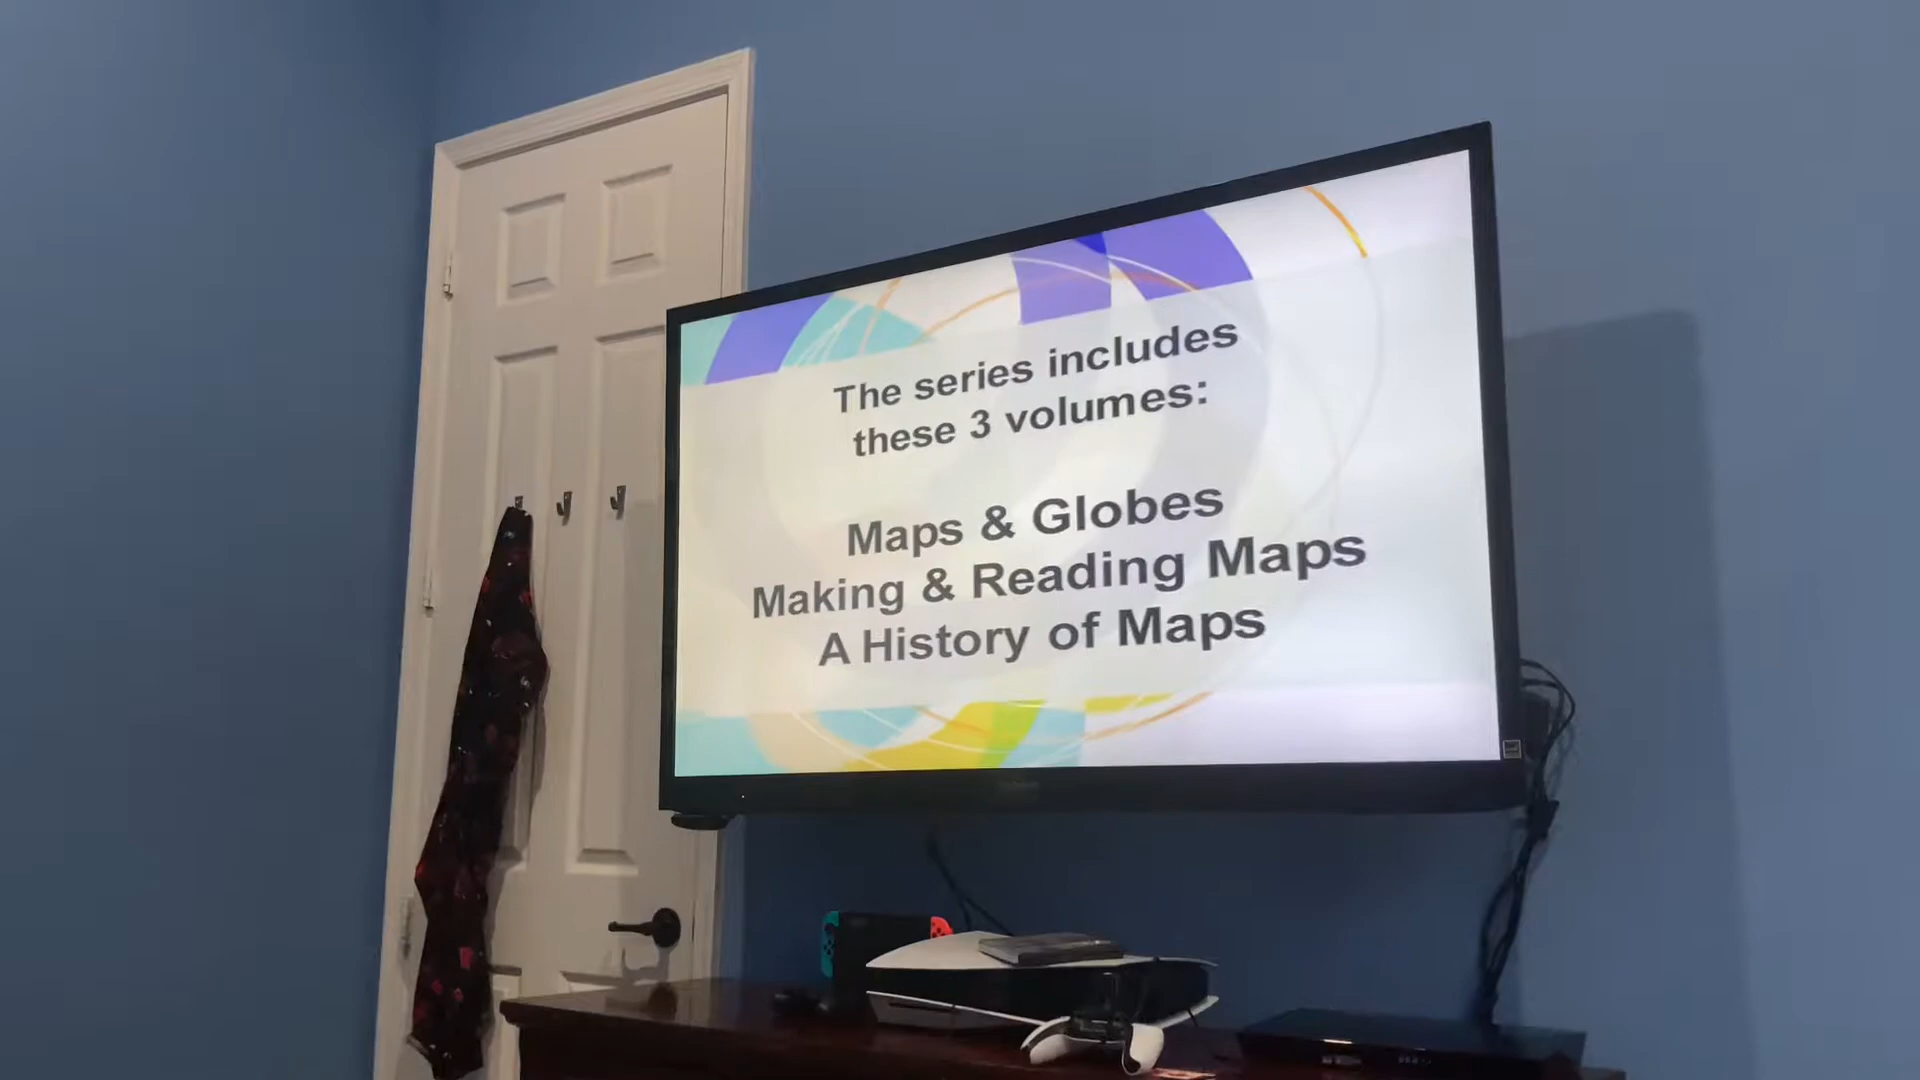 The series includes
these 3 volumes:
Maps & Globes
Making & Reading Maps
A History of Maps